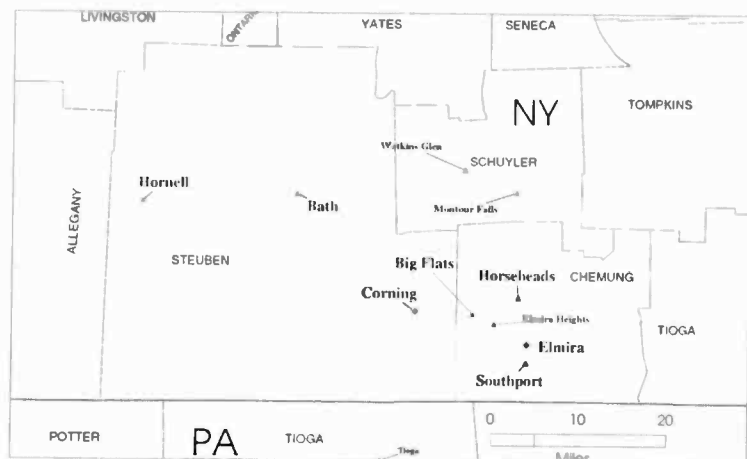 LIVINGSTON
ONTARIO
YATES
SENECA
NY
TOMPKINS
Watkins Glen
SCHUYLER
ALLEGANY
Hornell
Bath
Montour Falls
STEUBEN
Big Flats
Horseheads
CHEMUNG
Corning
Elmira Heights
TIOGA
Elmira
Southport
0 10 20
Miles
POTTER
PA
TIOGA
Tioga